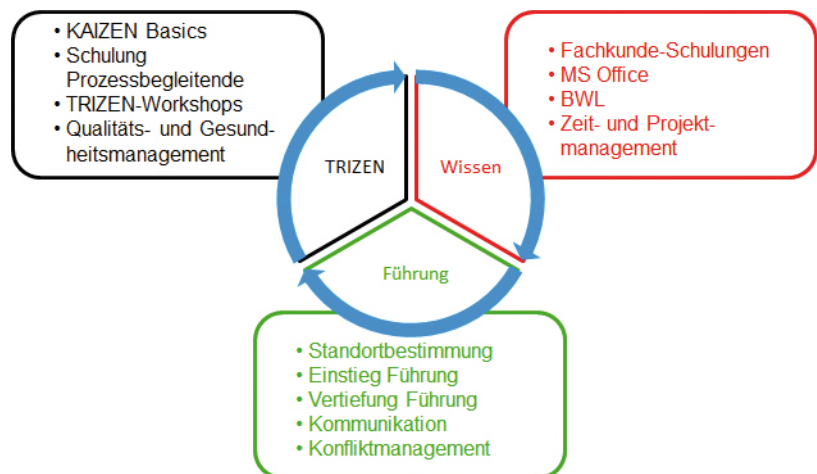 • KAIZEN Basics
• Schulung
Prozessbegleitende
• TRIZEN-Workshops
• Qualitäts- und Gesund-
heitsmanagement
• Fachkunde-Schulungen
• MS Office
• BWL
• Zeit- und Projekt-
management
TRIZEN
Wissen
Führung
• Standortbestimmung
• Einstieg Führung
• Vertiefung Führung
• Kommunikation
• Konfliktmanagement